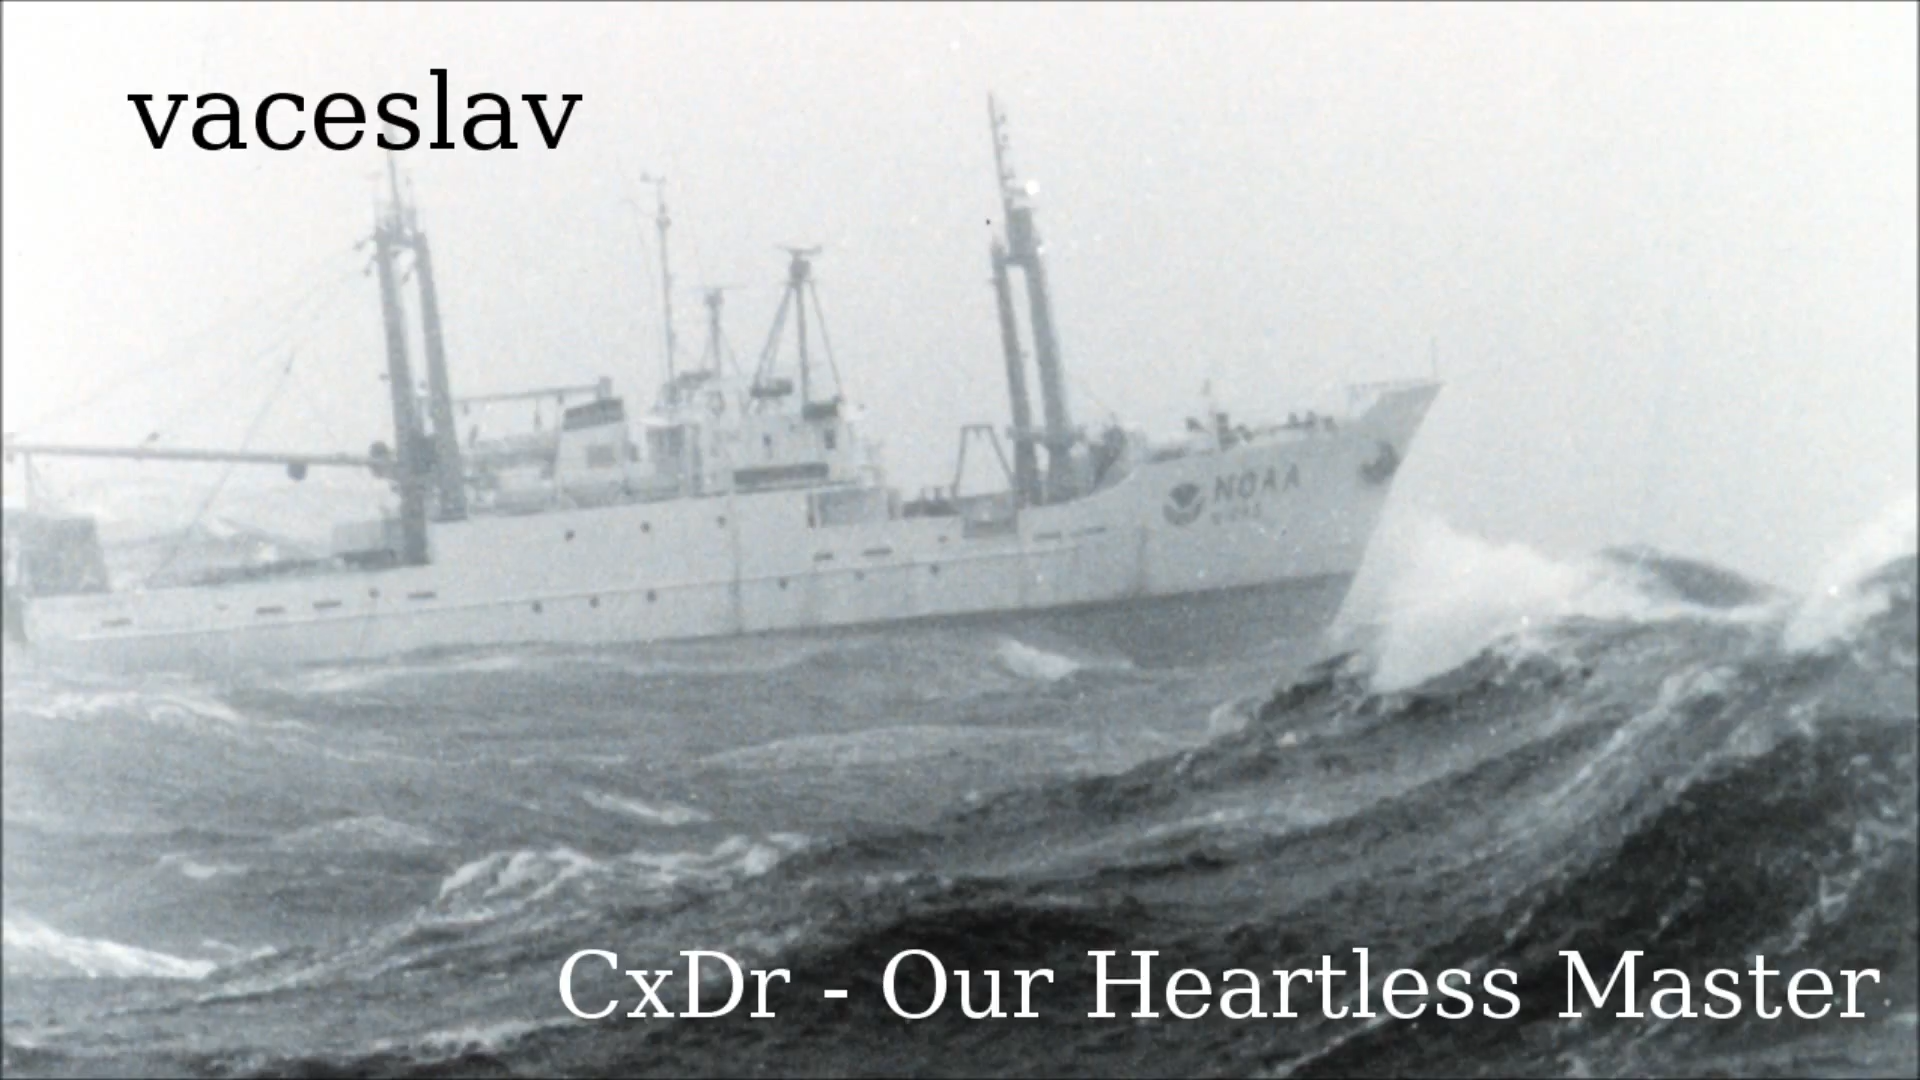 vaceslav
NOAA
CxDr - Our Heartless Master